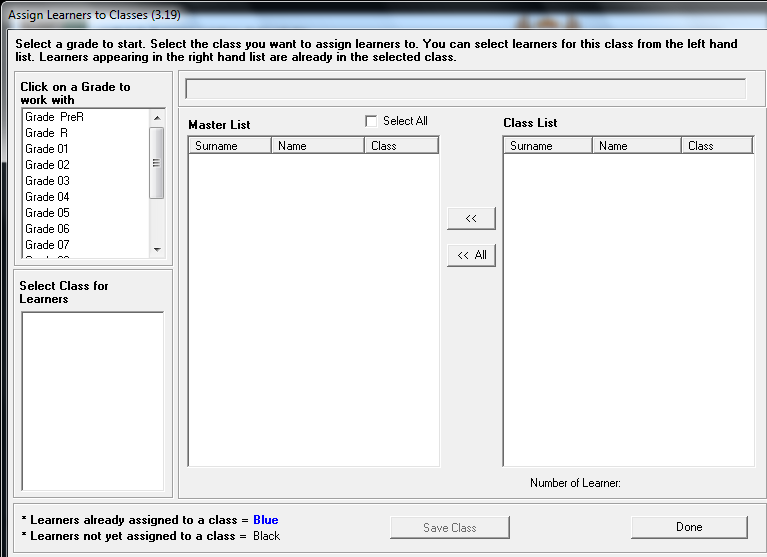 Assign Learners to Classes (3.19)
Select a grade to start. Select the class you want to assign learners to. You can select learners for this class from the left hand
list. Learners appearing in the right hand list are already in the selected class.
Click on a Grade to
work with
Grade PreR
Grade R
Grade 01
Grade 02
Grade 03
Grade 04
Grade 05
Grade 06
Grade 07
Select Class for
Learners
Master List
Select All
Surname Name Class
<<
<< All
Class List
Surname Name Class
Number of Learner:
* Learners already assigned to a class = Blue
* Learners not yet assigned to a class = Black
Save Class
Done